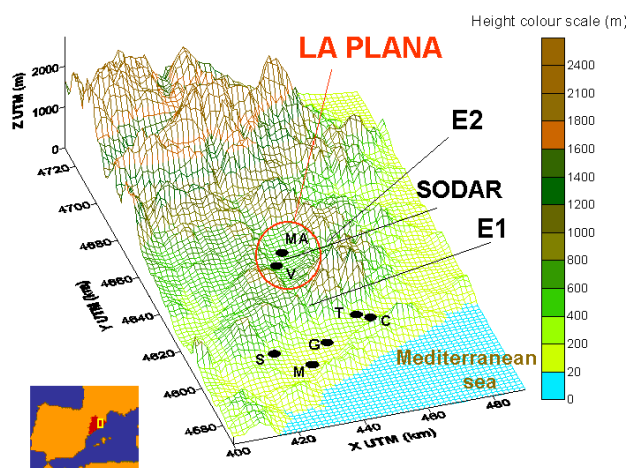 Height colour scale (m)
LA PLANA
E2
SODAR
E1
MA
V
T
C
G
S
M
Mediterranean
sea
Z UTM (m)
2000
1000
0
Y UTM (km)
4720
4700
4680
4660
4640
4620
4600
4580
X UTM (km)
400
420
440
460
480
2400
1800
1600
1400
1200
1000
800
600
400
200
20
0